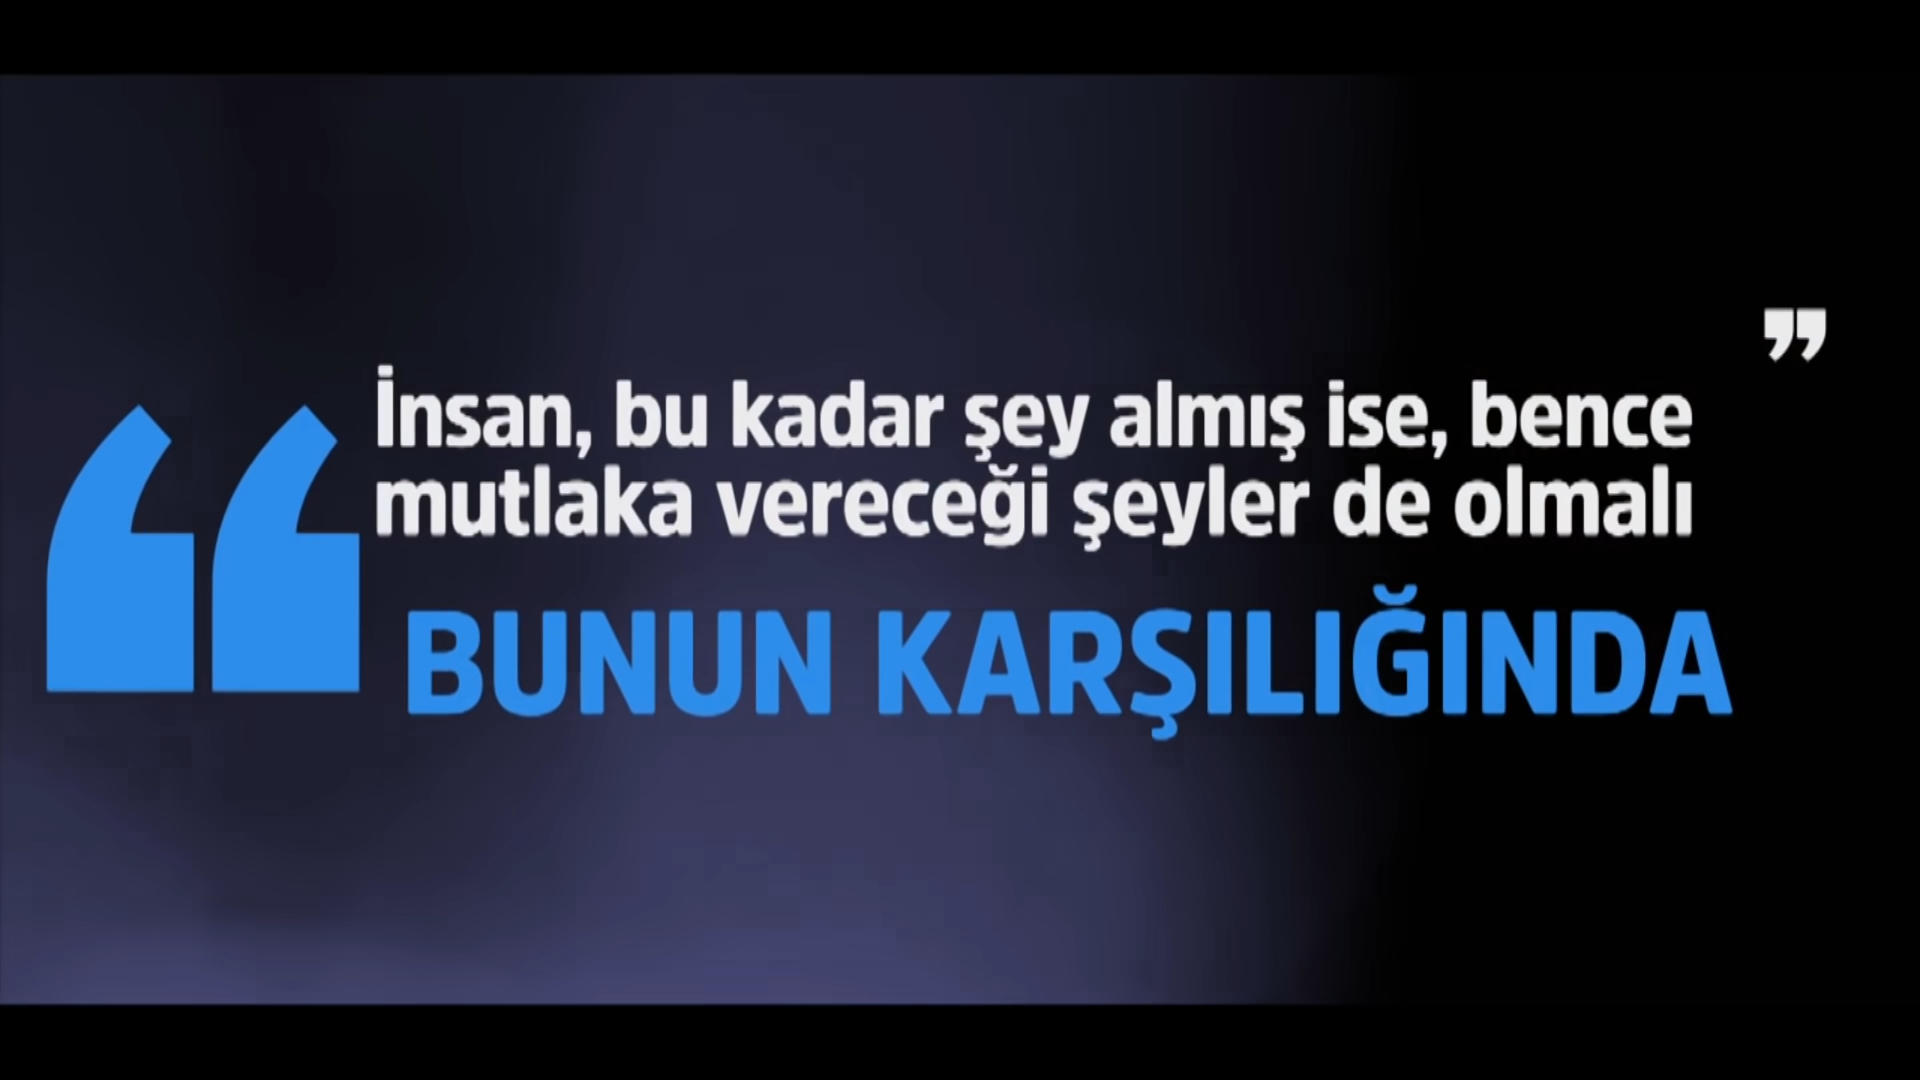 “İnsan, bu kadar şey almış ise, bence
mutlaka vereceği şeyler de olmalı
BUNUN KARŞILIĞINDA”